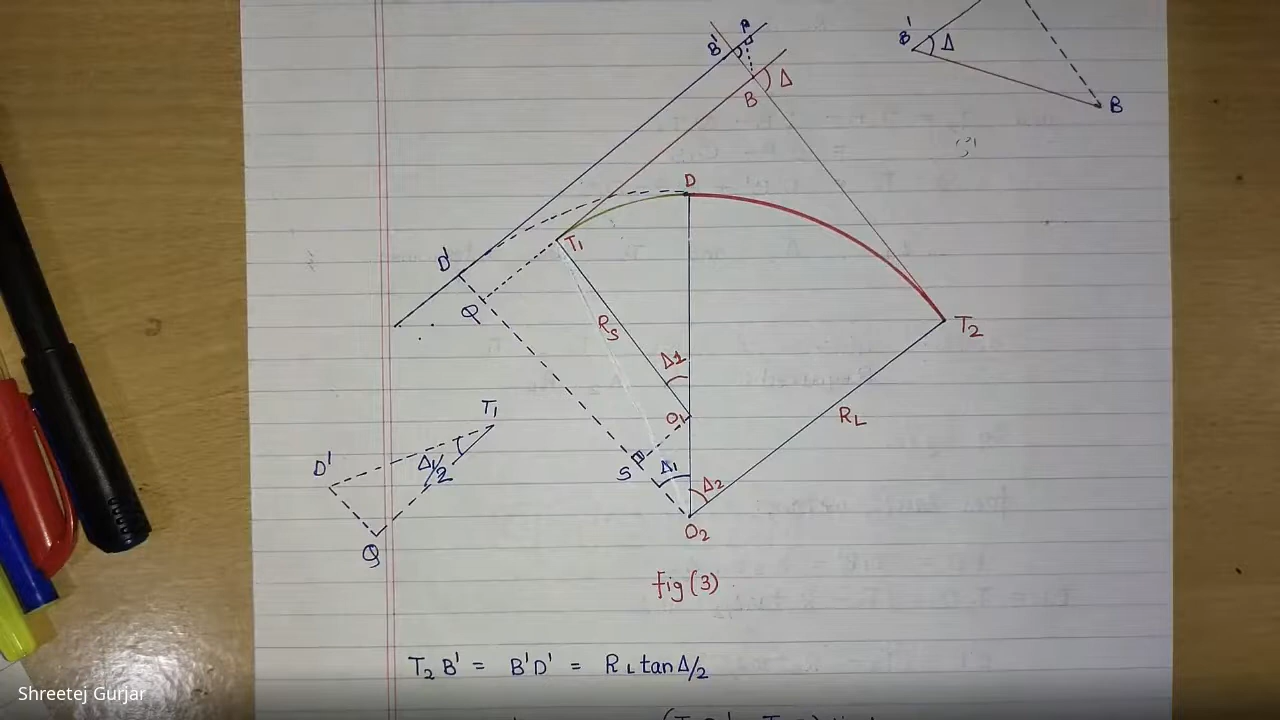 P
B'
B'
Δ
B
B
Δ
D
D'
T1
Q
T2
RS
Δ1
T1
O1
RL
D'
Δ1/2
S
Δ1
Δ2
O2
Q
fig(3)
T2 B' = B'D' = RL tan Δ/2
Shreetej Gurjar